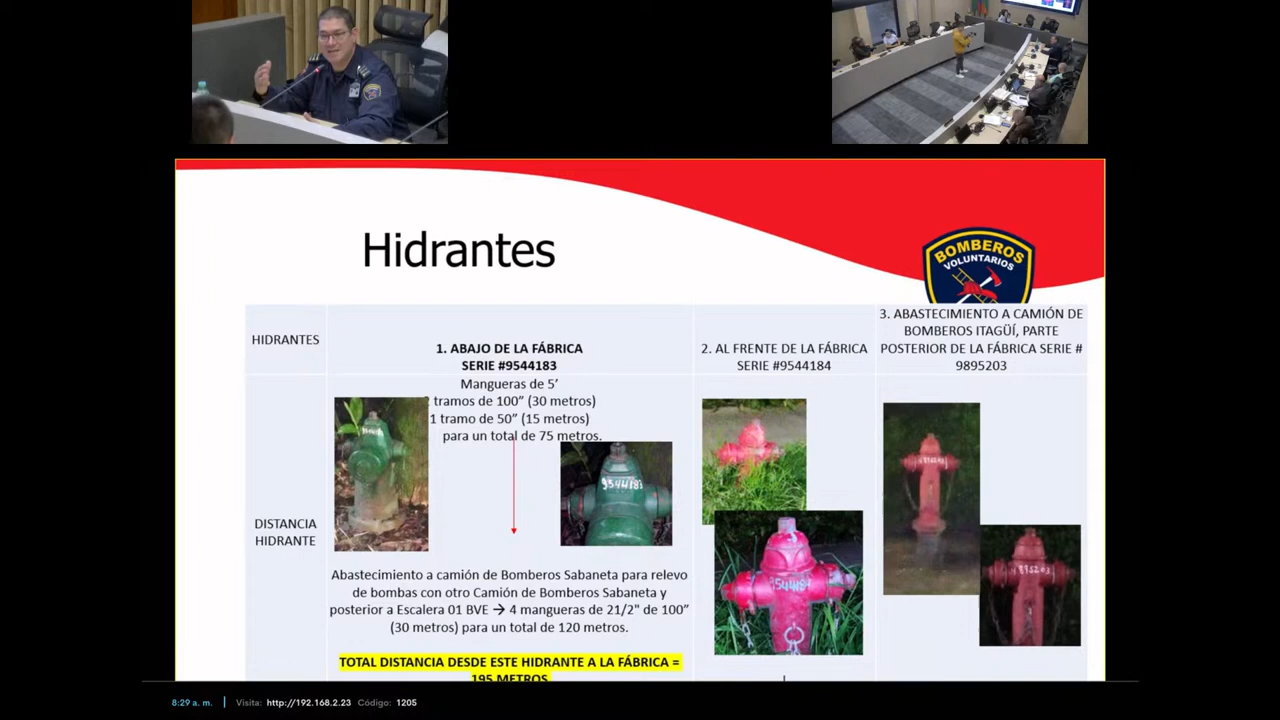 Hidrantes
BOMBEROS
VOLUNTARIOS
HIDRANTES
1. ABAJO DE LA FÁBRICA
SERIE #9544183
2. AL FRENTE DE LA FÁBRICA
SERIE #9544184
3. ABASTECIMIENTO A CAMIÓN DE
BOMBEROS ITAGÜÍ, PARTE
POSTERIOR DE LA FÁBRICA SERIE #
9895203
DISTANCIA
HIDRANTE
Mangueras de 5’
tramos de 100” (30 metros)
1 tramo de 50” (15 metros)
para un total de 75 metros.
9544183
Abastecimiento a camión de Bomberos Sabaneta para relevo
de bombas con otro Camión de Bomberos Sabaneta y
posterior a Escalera 01 BVE → 4 mangueras de 21/2" de 100”
(30 metros) para un total de 120 metros.
TOTAL DISTANCIA DESDE ESTE HIDRANTE A LA FÁBRICA =
195 METROS
8:29 a. m. | Visita: http://192.168.2.23 Código: 1205